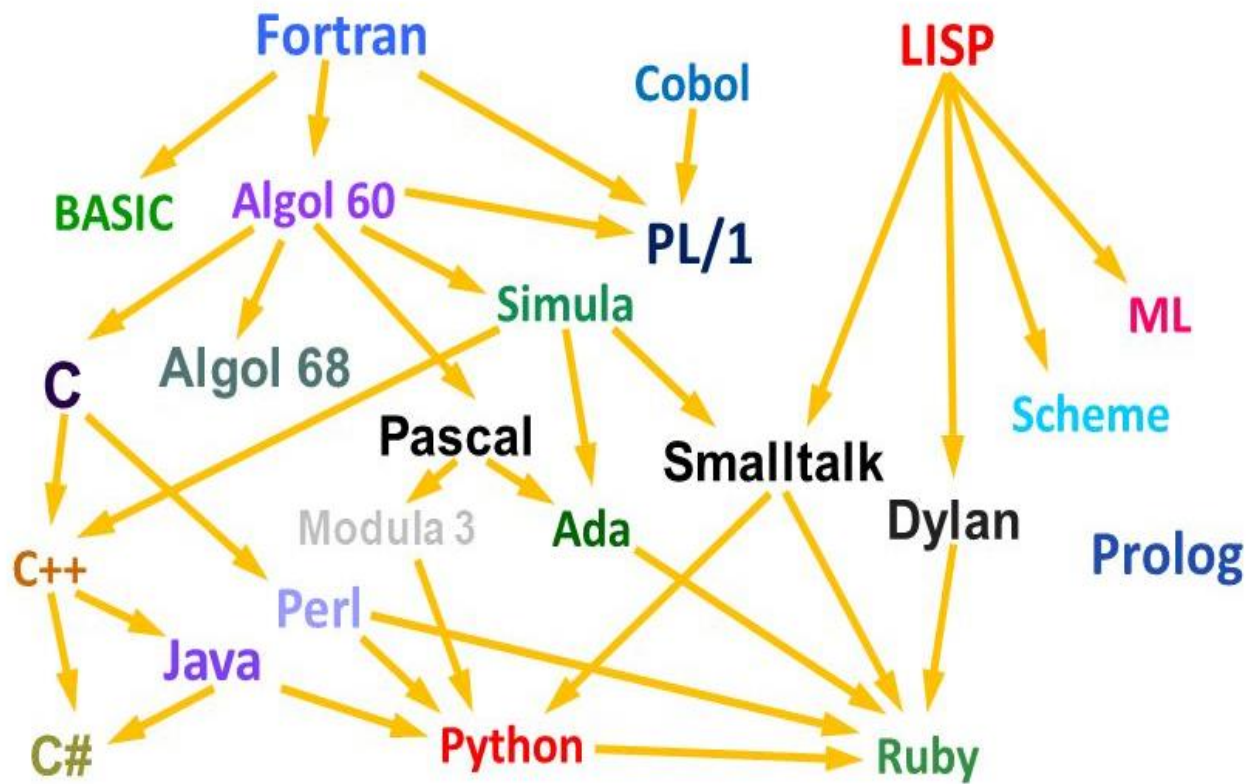 Fortran
LISP
Cobol
BASIC
Algol 60
PL/1
Simula
ML
C
Algol 68
Scheme
Pascal
Smalltalk
Modula 3
Ada
Dylan
Prolog
C++
Perl
Java
C#
Python
Ruby